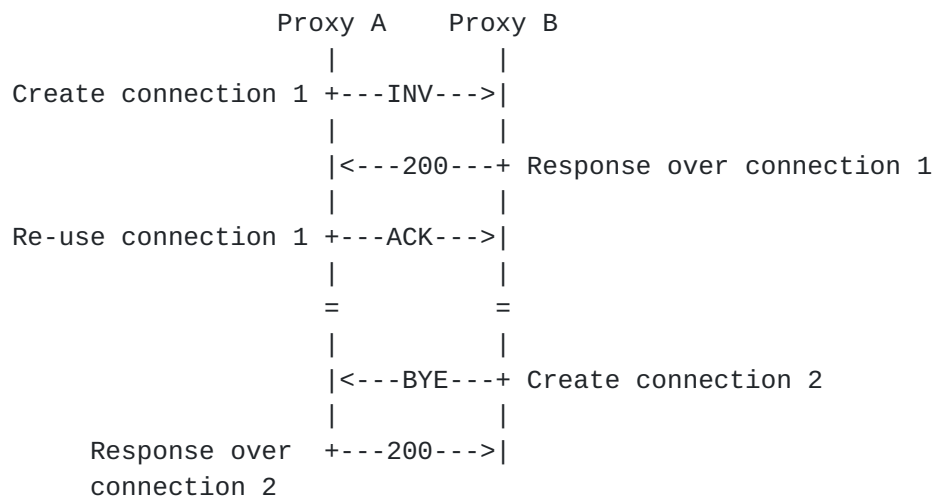 Proxy A    Proxy B
|          |
Create connection 1 +---INV--->|
|          |
|<---200---+ Response over connection 1
|          |
Re-use connection 1 +---ACK--->|
|          |
=          =
|          |
|<---BYE---+ Create connection 2
|          |
Response over  +---200--->|
connection 2